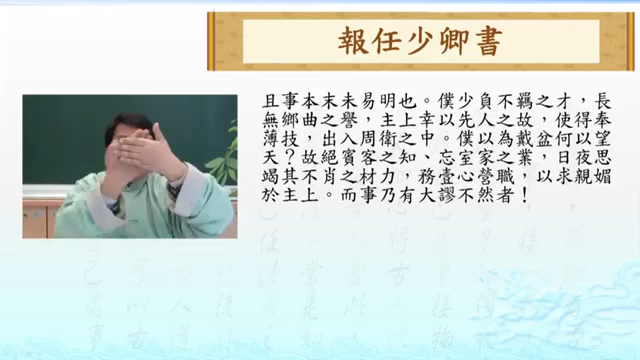 報任少卿書
且事本末未易明也。僕少負不羈之才，長
無鄉曲之譽，主上幸以先人之故，使得奉
薄技，出入周衛之中。僕以為戴盆何以望
天？故絕賓客之知、忘室家之業，日夜思
竭其不肖之材力，務壹心營職，以求親媚
於主上。而事乃有大謬不然者！